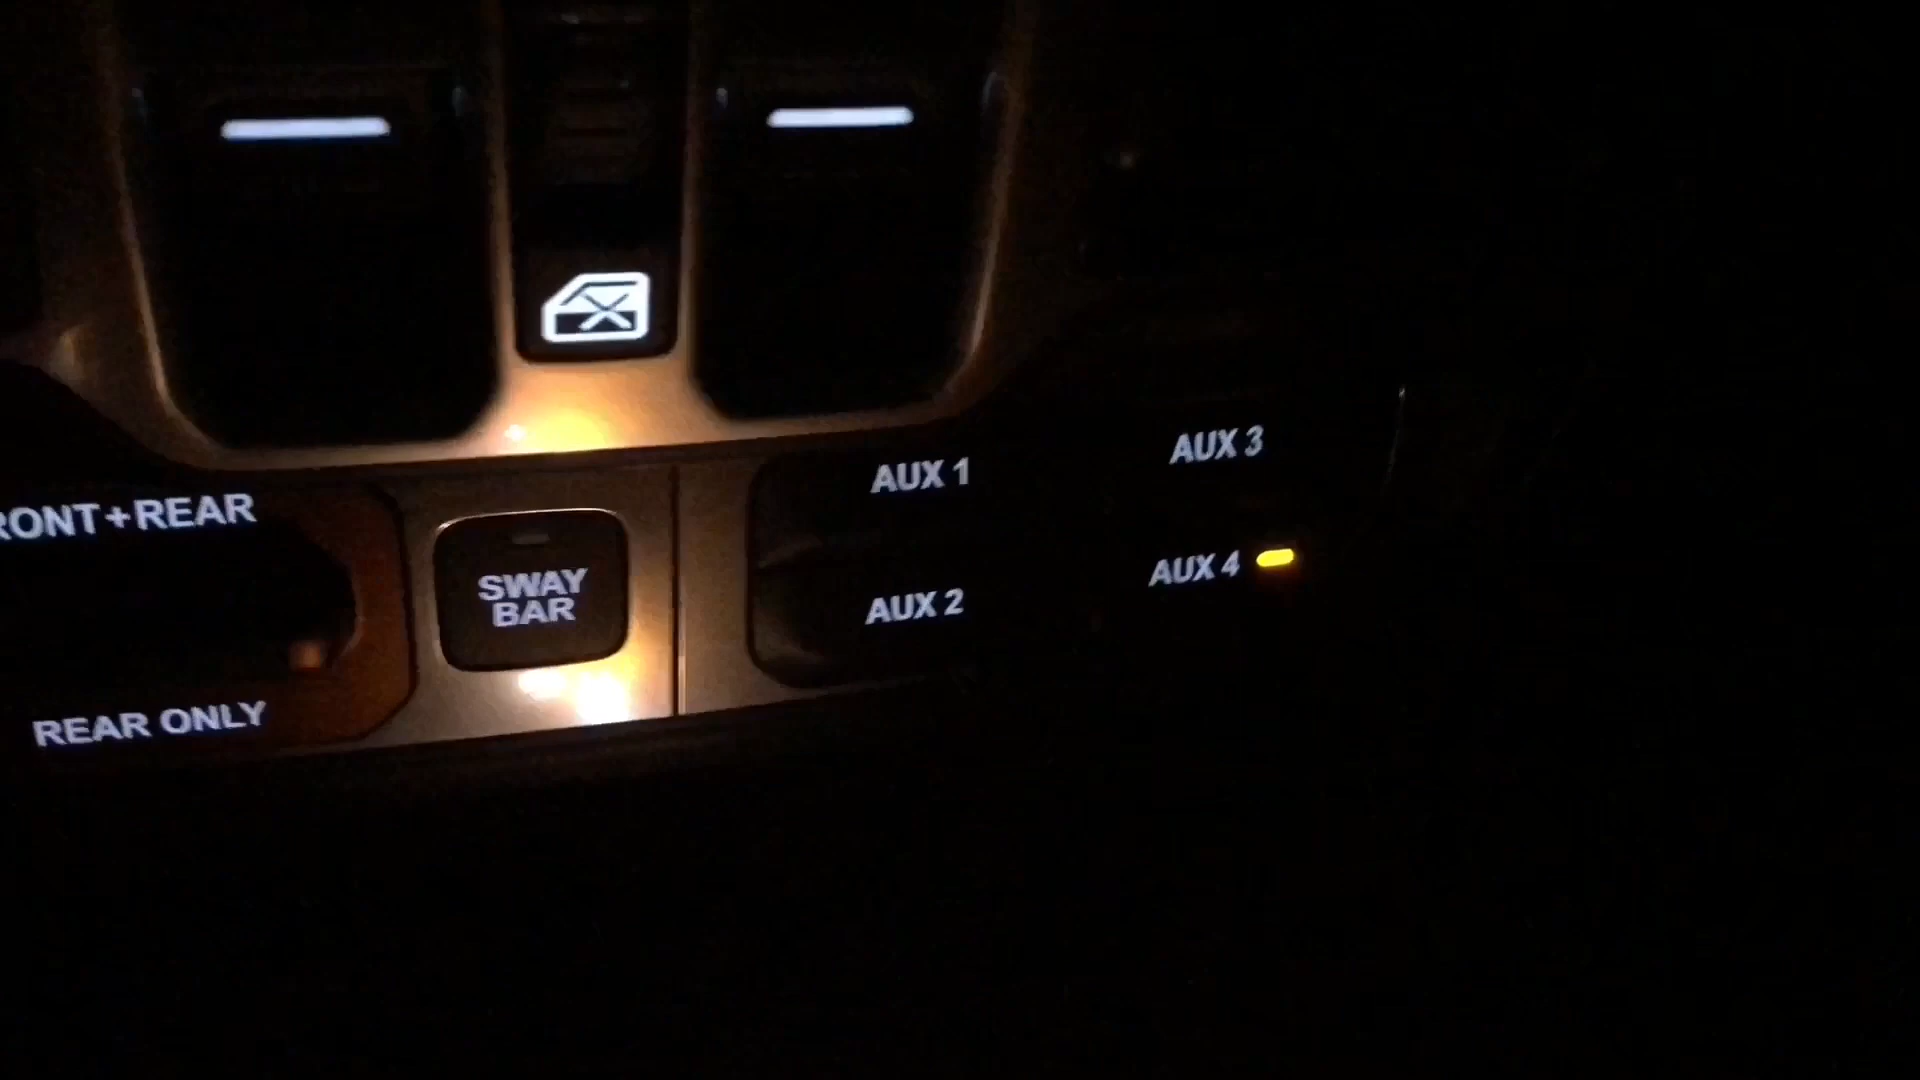 RONT+REAR
REAR ONLY
SWAY
BAR
AUX 1
AUX 2
AUX 3
AUX 4